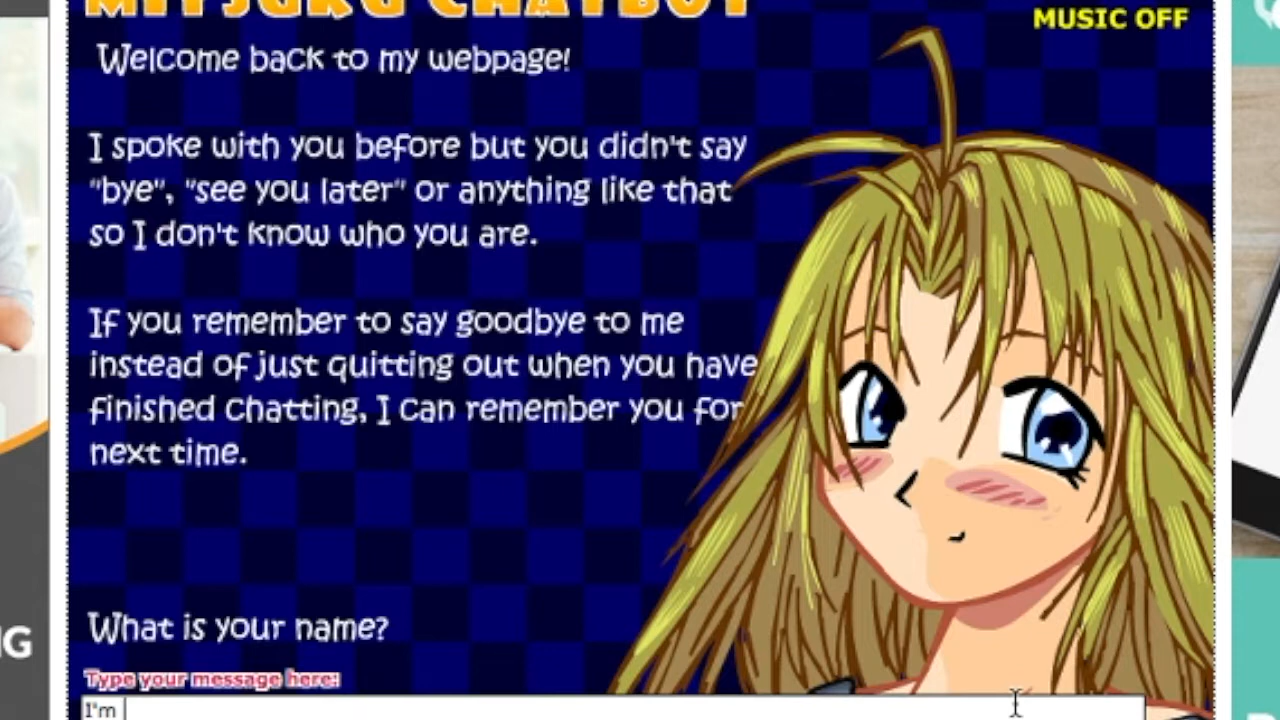 MITSUKU CHATBOT
MUSIC OFF
Welcome back to my webpage!
I spoke with you before but you didn't say
"bye", "see you later" or anything like that
so I don't know who you are.
If you remember to say goodbye to me
instead of just quitting out when you have
finished chatting, I can remember you for
next time.
What is your name?
Type your message here:
I'm